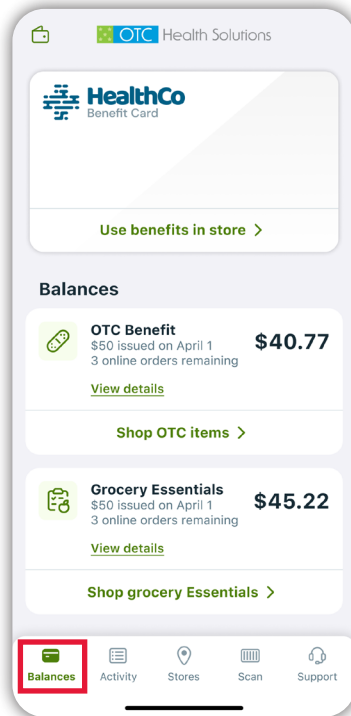 OTC Health Solutions
HealthCo
Benefit Card
Use benefits in store >
Balances
OTC Benefit
$50 issued on April 1
3 online orders remaining
$40.77
View details
Shop OTC items >
Grocery Essentials
$50 issued on April 1
3 online orders remaining
$45.22
View details
Shop grocery Essentials >
Balances Activity Stores Scan Support